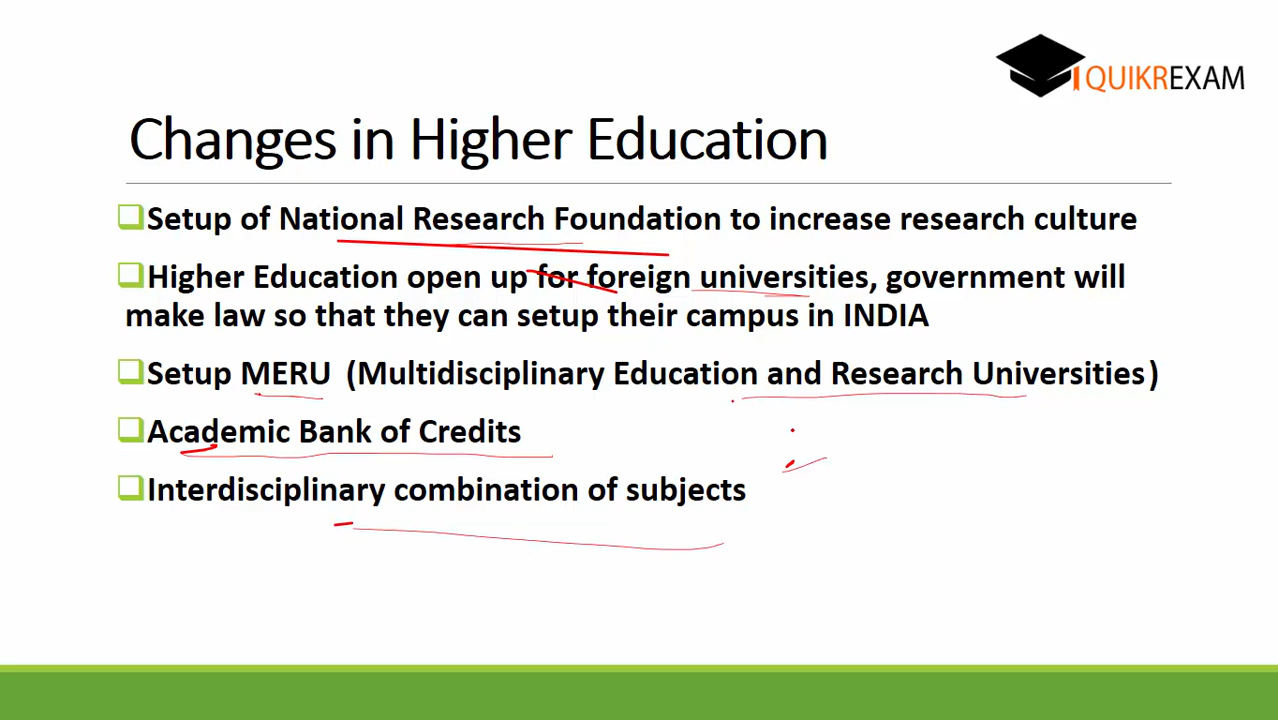 QUIKREXAM
Changes in Higher Education
Setup of National Research Foundation to increase research culture
Higher Education open up for foreign universities, government will
make law so that they can setup their campus in INDIA
Setup MERU (Multidisciplinary Education and Research Universities)
Academic Bank of Credits
Interdisciplinary combination of subjects